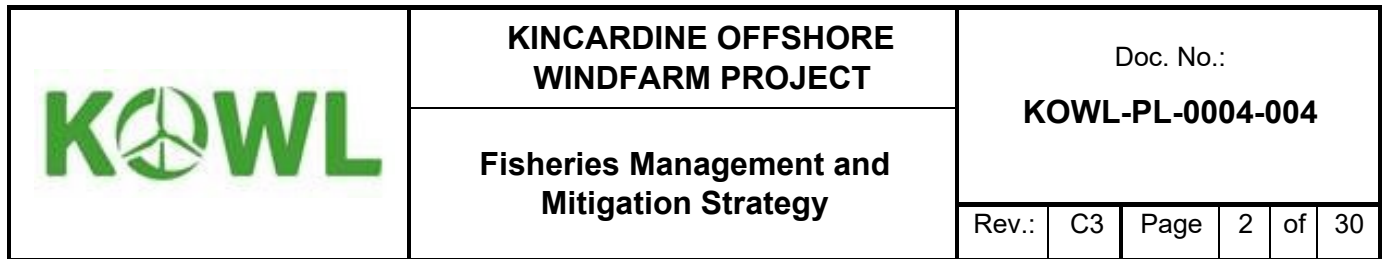 KOWL
KINCARDINE OFFSHORE
WINDFARM PROJECT
Fisheries Management and
Mitigation Strategy
Doc. No.:
KOWL-PL-0004-004
Rev.: C3 Page 2 of 30